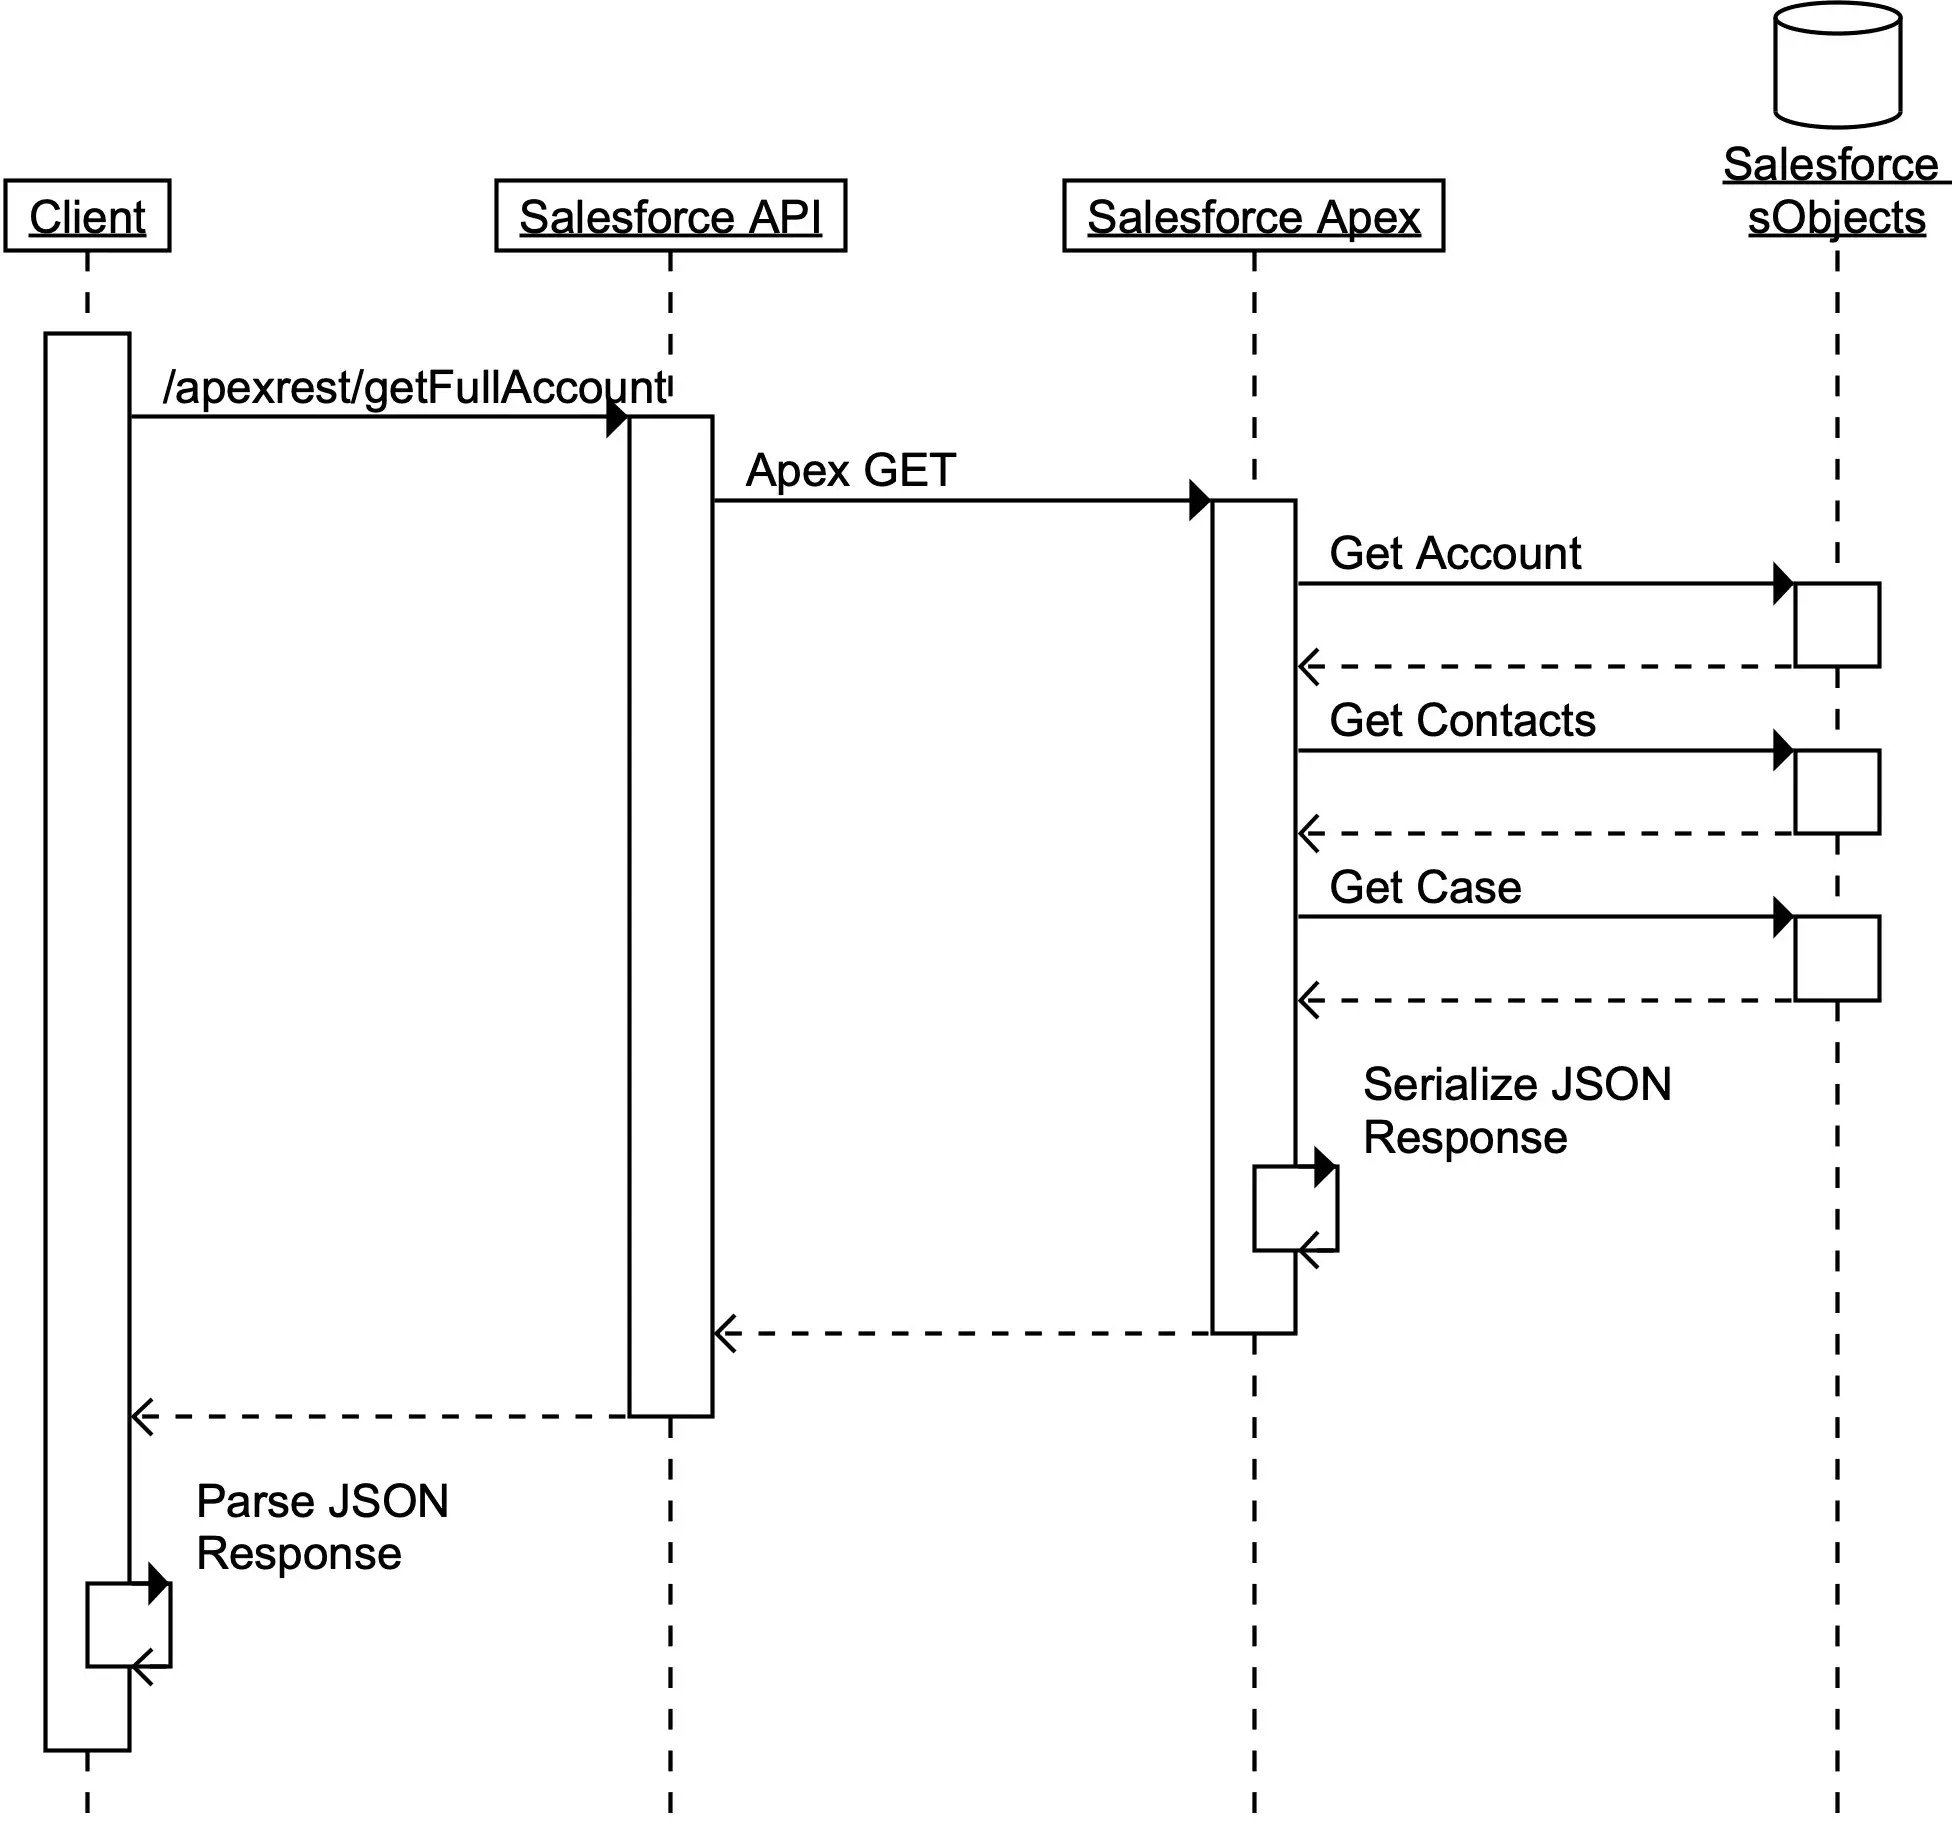 Client
Salesforce API
Salesforce Apex
Salesforce
sObjects
/apexrest/getFullAccount
Apex GET
Get Account
Get Contacts
Get Case
Serialize JSON
Response
Parse JSON
Response